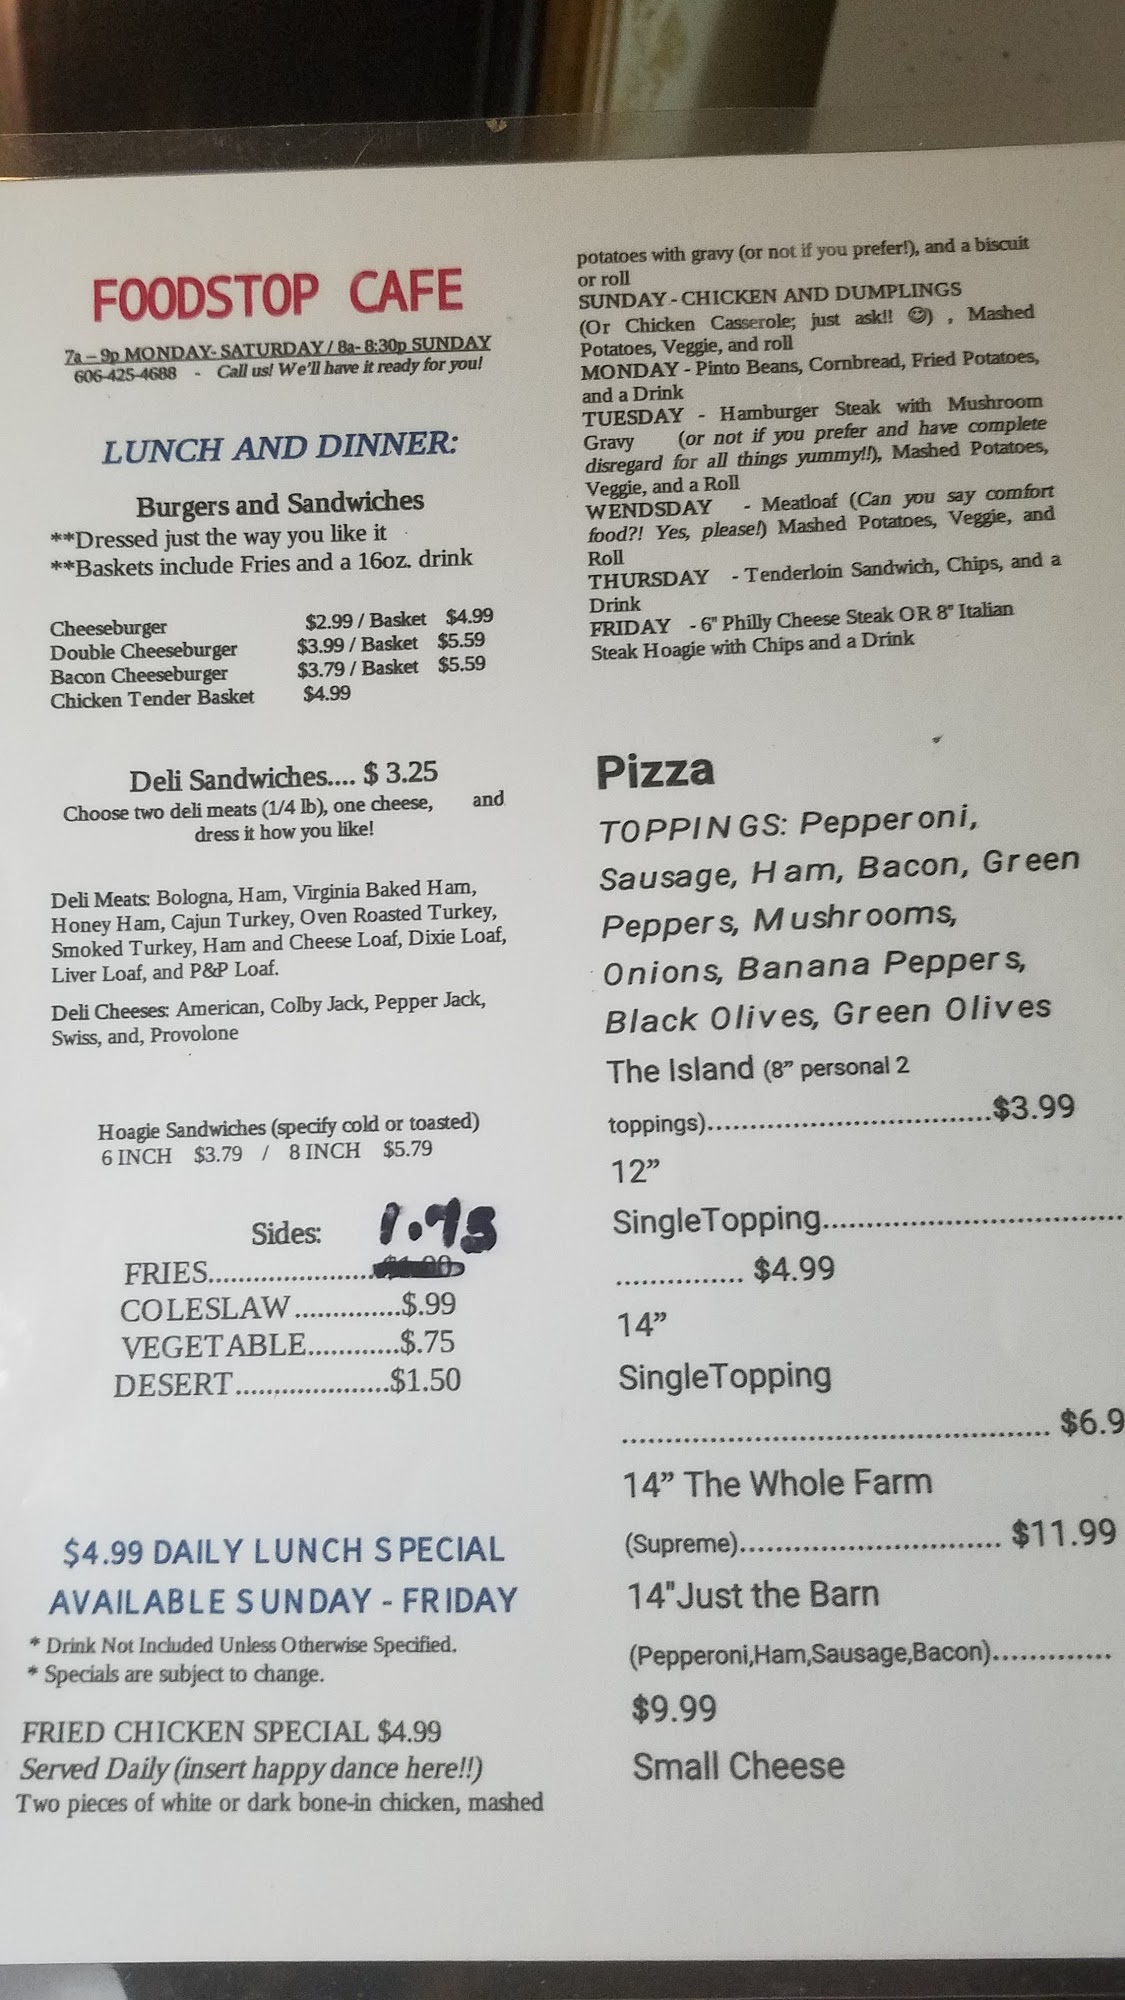 FOODSTOP CAFE
7a – 9p MONDAY- SATURDAY / 8a- 8:30p SUNDAY
606-425-4688 - Call us! We'll have it ready for you!
LUNCH AND DINNER:
Burgers and Sandwiches
**Dressed just the way you like it
**Baskets include Fries and a 16oz. drink
Cheeseburger $2.99 / Basket $4.99
Double Cheeseburger $3.99 / Basket $5.59
Bacon Cheeseburger $3.79 / Basket $5.59
Chicken Tender Basket $4.99
Deli Sandwiches.... $ 3.25
Choose two deli meats (1/4 lb), one cheese, and
dress it how you like!
Deli Meats: Bologna, Ham, Virginia Baked Ham,
Honey Ham, Cajun Turkey, Oven Roasted Turkey,
Smoked Turkey, Ham and Cheese Loaf, Dixie Loaf,
Liver Loaf, and P&P Loaf.
Deli Cheeses: American, Colby Jack, Pepper Jack,
Swiss, and, Provolone
Hoagie Sandwiches (specify cold or toasted)
6 INCH $3.79 / 8 INCH $5.79
Sides: 1.75
FRIES......................
COLESLAW..............$.99
VEGETABLE............$.75
DESERT.....................$1.50
$4.99 DAILY LUNCH SPECIAL
AVAILABLE SUNDAY - FRIDAY
* Drink Not Included Unless Otherwise Specified.
* Specials are subject to change.
FRIED CHICKEN SPECIAL $4.99
Served Daily (insert happy dance here!!)
Two pieces of white or dark bone-in chicken, mashed
potatoes with gravy (or not if you prefer!), and a biscuit
or roll
SUNDAY - CHICKEN AND DUMPLINGS
(Or Chicken Casserole; just ask!! ☺) , Mashed
Potatoes, Veggie, and roll
MONDAY - Pinto Beans, Cornbread, Fried Potatoes,
and a Drink
TUESDAY - Hamburger Steak with Mushroom
Gravy (or not if you prefer and have complete
disregard for all things yummy!!), Mashed Potatoes,
Veggie, and a Roll
WENDSDAY - Meatloaf (Can you say comfort
food?! Yes, please!) Mashed Potatoes, Veggie, and
Roll
THURSDAY - Tenderloin Sandwich, Chips, and a
Drink
FRIDAY - 6" Philly Cheese Steak OR 8" Italian
Steak Hoagie with Chips and a Drink
Pizza
TOPPINGS: Pepperoni,
Sausage, Ham, Bacon, Green
Peppers, Mushrooms,
Onions, Banana Peppers,
Black Olives, Green Olives
The Island (8” personal 2
toppings)..............................$3.99
12”
SingleTopping................................
............... $4.99
14”
SingleTopping
............................................. $6.9
14” The Whole Farm
(Supreme)............................ $11.99
14"Just the Barn
(Pepperoni,Ham,Sausage,Bacon).............
$9.99
Small Cheese